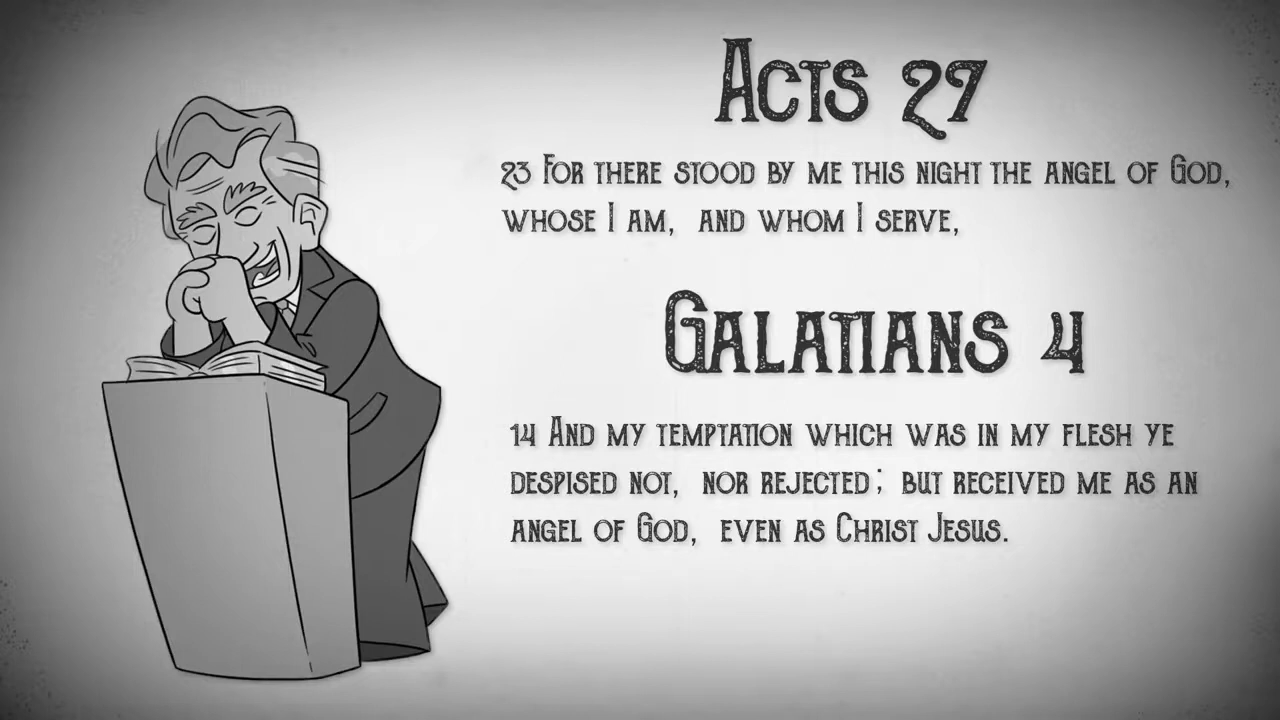 Acts 27
23 For there stood by me this night the angel of God,
whose I am, and whom I serve,
Galatians 4
14 And my temptation which was in my flesh ye
despised not, nor rejected; but received me as an
angel of God, even as Christ Jesus.